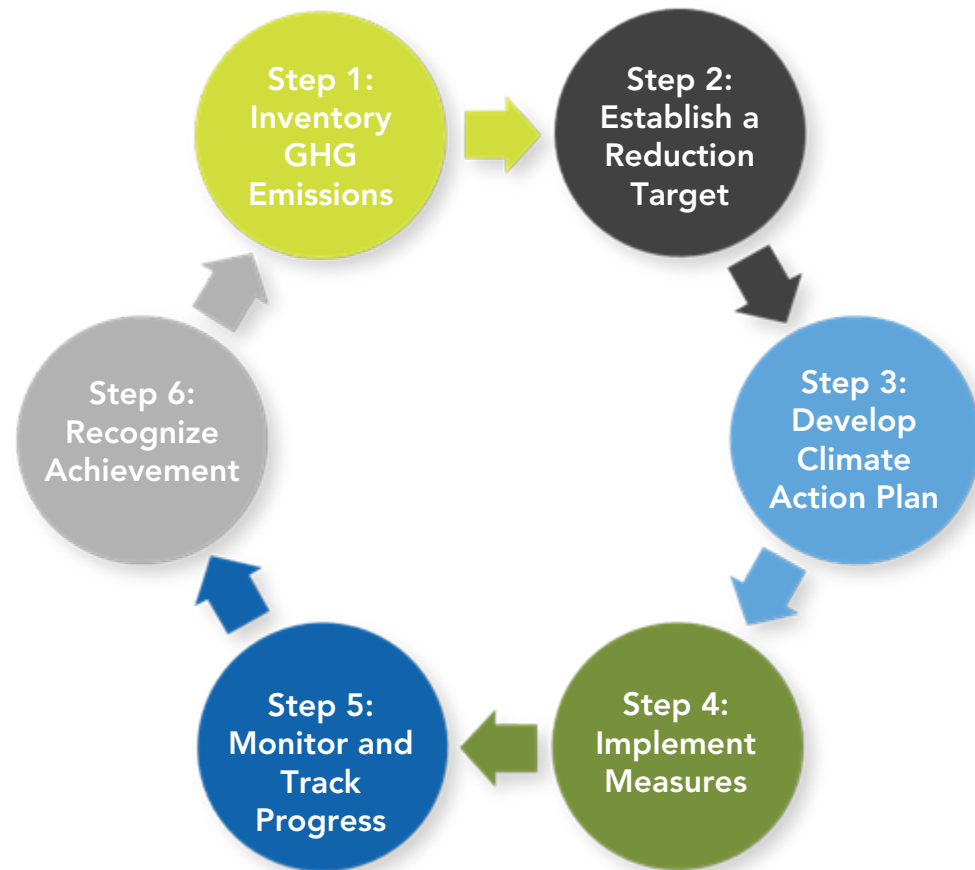 Step 1:
Inventory
GHG
Emissions
Step 2:
Establish a
Reduction
Target
Step 3:
Develop
Climate
Action Plan
Step 4:
Implement
Measures
Step 5:
Monitor and
Track
Progress
Step 6:
Recognize
Achievement